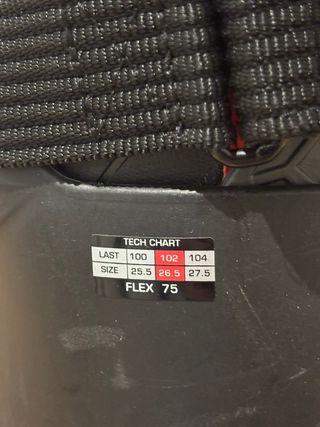 TECH CHART
LAST 100 102 104
SIZE 25.5 26.5 27.5
FLEX 75